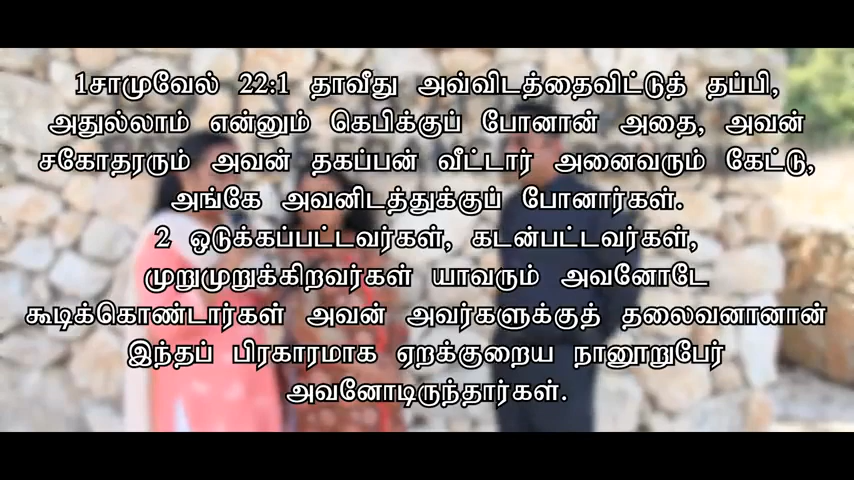 1சாமுவேல் 22:1 தாவீது அவ்விடத்தைவிட்டுத் தப்பி,
அதுல்லாம் என்னும் கெபிக்குப் போனான் அதை, அவன்
சகோதரரும் அவன் தகப்பன் வீட்டார் அனைவரும் கேட்டு,
அங்கே அவனிடத்துக்குப் போனார்கள்.
2 ஒடுக்கப்பட்டவர்கள், கடன்பட்டவர்கள்,
முறுமுறுக்கிறவர்கள் யாவரும் அவனோடே
கூடிக்கொண்டார்கள் அவன் அவர்களுக்குத் தலைவனானான்
இந்தப் பிரகாரமாக ஏறக்குறைய நானூறுபேர்
அவனோடிருந்தார்கள்.